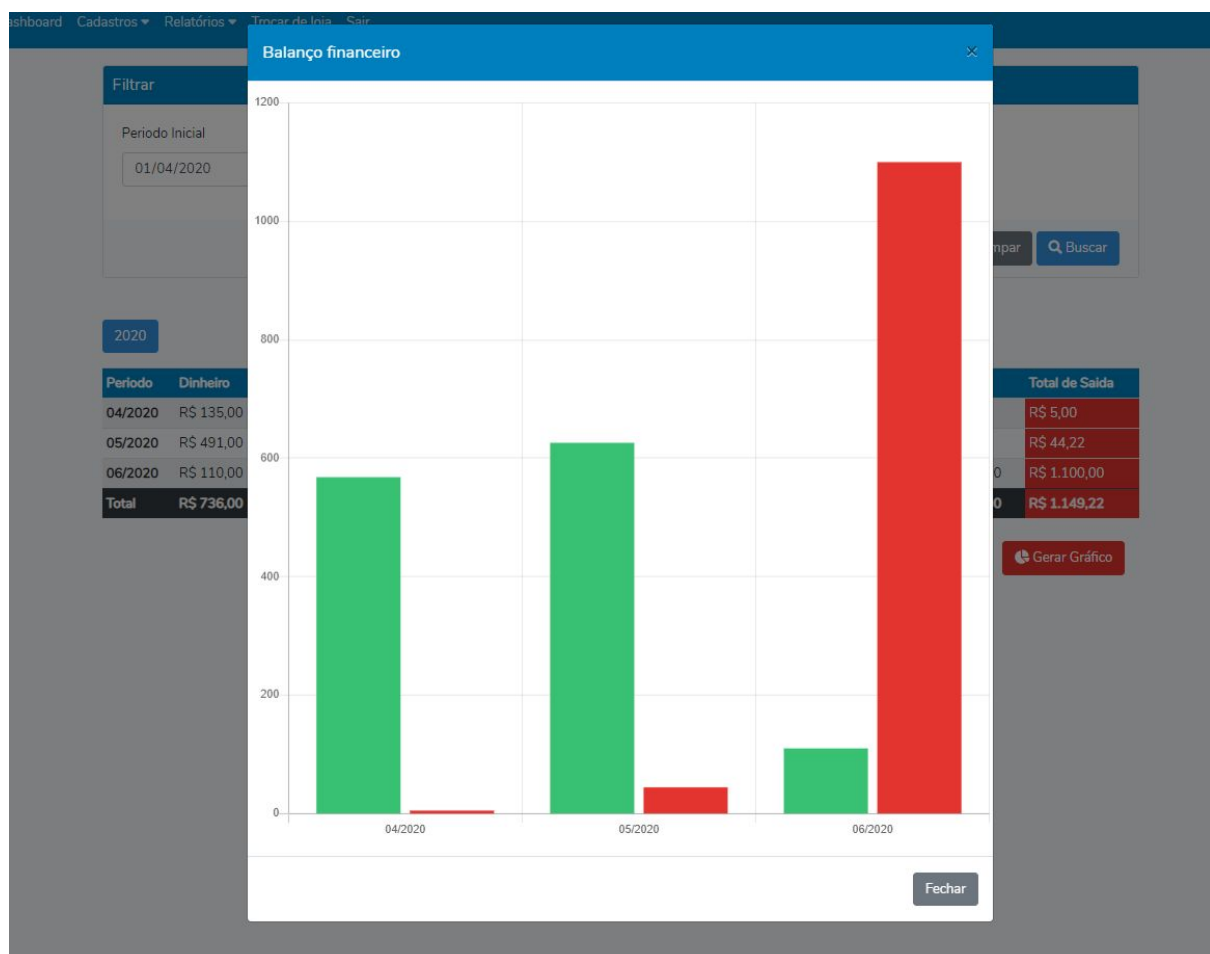 ashboard Cadastros Relatórios Trocar de loja Sair
Balanço financeiro ×
Filtrar
Periodo Inicial
01/04/2020
mpar Buscar
2020
Periodo Dinheiro Total de Saida
04/2020 R$ 135,00 R$ 5,00
05/2020 R$ 491,00 R$ 44,22
06/2020 R$ 110,00 0 R$ 1.100,00
Total R$ 736,00 0 R$ 1.149,22
Gerar Gráfico
1200
1000
800
600
400
200
0
04/2020 05/2020 06/2020
Fechar